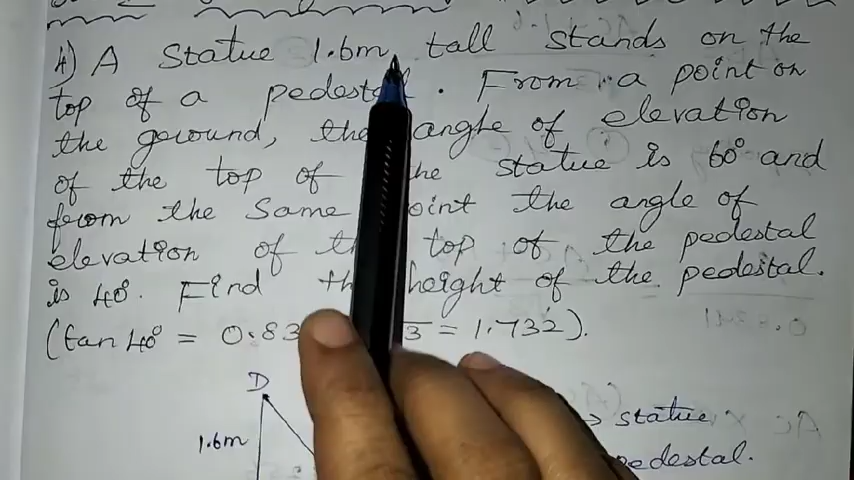 4) A Statue 1.6m tall stands on the
top of a pedestal. From a point on
the ground, the angle of elevation
of the top of the statue is 60° and
from the same point the angle of
elevation of the top of the pedestal
is 40°. Find the height of the pedestal.
(tan 40° = 0.83 3 = 1.732).
D
1.6m → statue
pedestal.